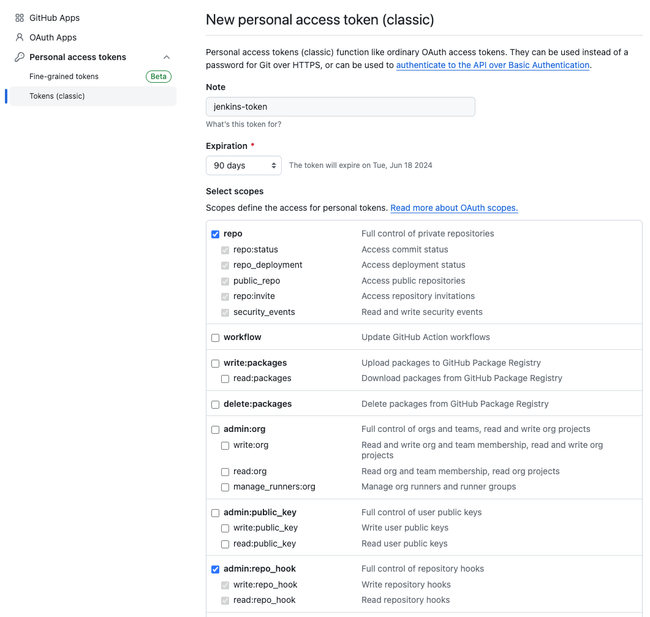 GitHub Apps
OAuth Apps
Personal access tokens
Fine-grained tokens Beta
Tokens (classic)
New personal access token (classic)
Personal access tokens (classic) function like ordinary OAuth access tokens. They can be used instead of a
password for Git over HTTPS, or can be used to authenticate to the API over Basic Authentication.
Note
jenkins-token
What's this token for?
Expiration *
90 days The token will expire on Tue, Jun 18 2024
Select scopes
Scopes define the access for personal tokens. Read more about OAuth scopes.
repo Full control of private repositories
repo:status Access commit status
repo_deployment Access deployment status
public_repo Access public repositories
repo:invite Access repository invitations
security_events Read and write security events
workflow Update GitHub Action workflows
write:packages Upload packages to GitHub Package Registry
read:packages Download packages from GitHub Package Registry
delete:packages Delete packages from GitHub Package Registry
admin:org Full control of orgs and teams, read and write org projects
write:org Read and write org and team membership, read and write org
projects
read:org Read org and team membership, read org projects
manage_runners:org Manage org runners and runner groups
admin:public_key Full control of user public keys
write:public_key Write user public keys
read:public_key Read user public keys
admin:repo_hook Full control of repository hooks
write:repo_hook Write repository hooks
read:repo_hook Read repository hooks